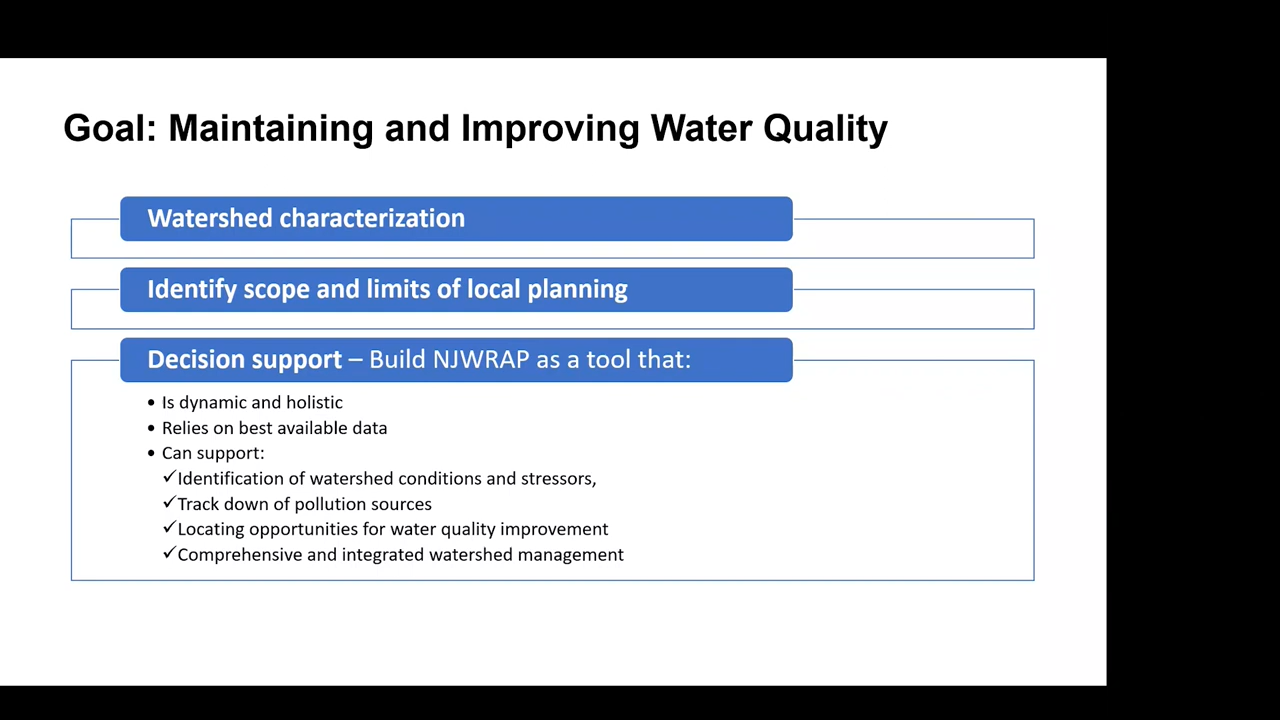 Goal: Maintaining and Improving Water Quality
Watershed characterization
Identify scope and limits of local planning
Decision support – Build NJWRAP as a tool that:
• Is dynamic and holistic
• Relies on best available data
• Can support:
✓Identification of watershed conditions and stressors,
✓Track down of pollution sources
✓Locating opportunities for water quality improvement
✓Comprehensive and integrated watershed management